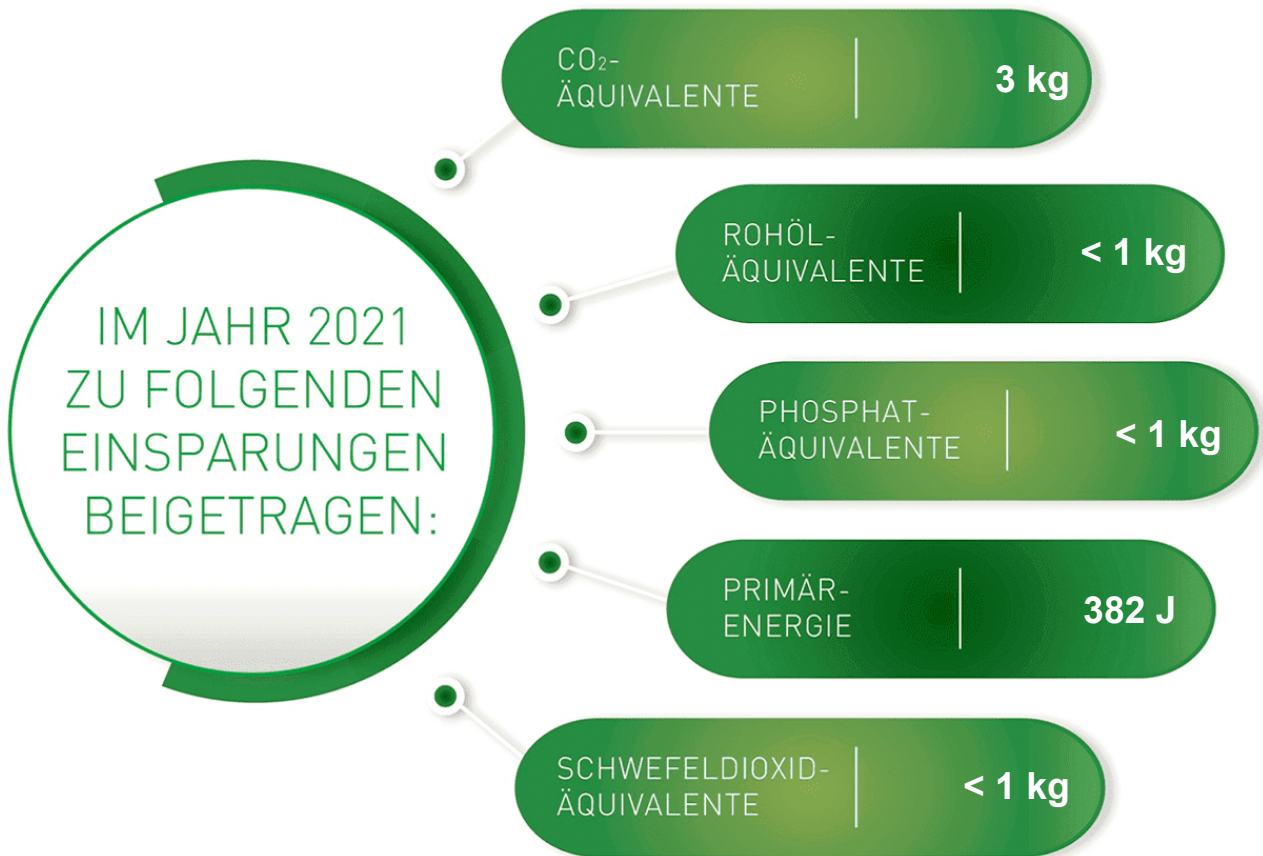 IM JAHR 2021
ZU FOLGENDEN
EINSPARUNGEN
BEIGETRAGEN:
CO₂-
ÄQUIVALENTE
3 kg
ROHÖL-
ÄQUIVALENTE
< 1 kg
PHOSPHAT-
ÄQUIVALENTE
< 1 kg
PRIMÄR-
ENERGIE
382 J
SCHWEFELDIOXID-
ÄQUIVALENTE
< 1 kg